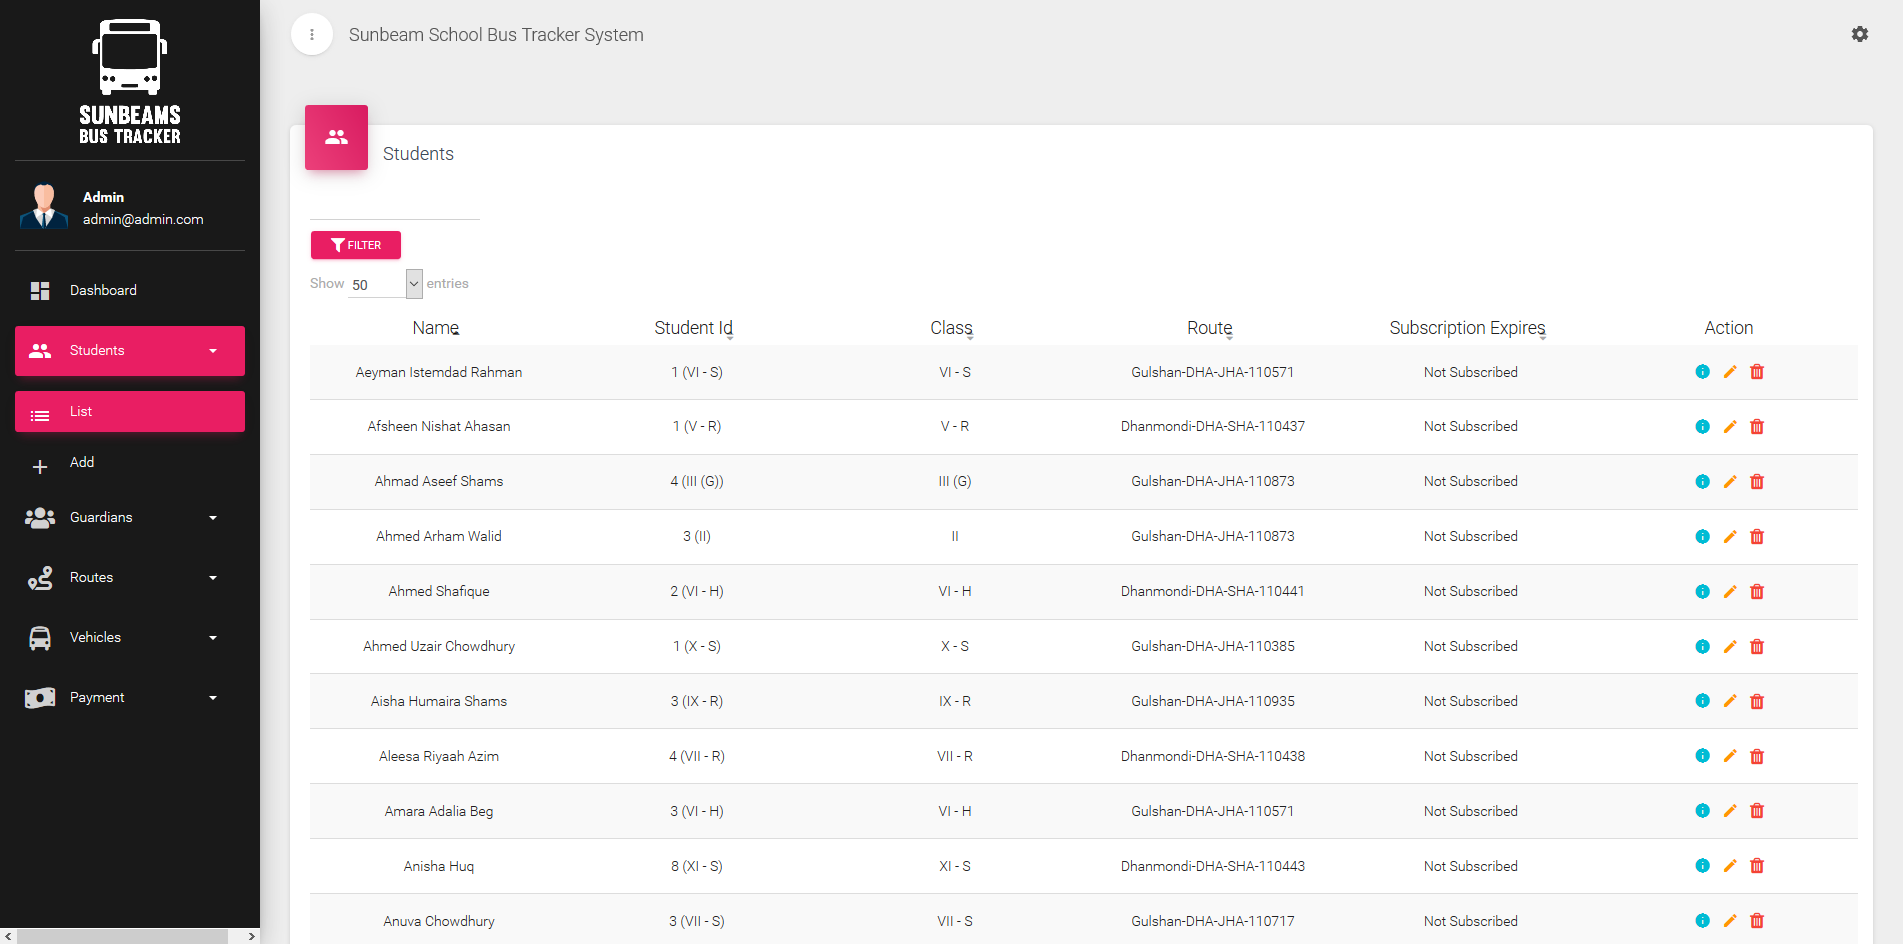 SUNBEAMS
BUS TRACKER
Admin
admin@admin.com
Dashboard
Students
List
Add
Guardians
Routes
Vehicles
Payment
Sunbeam School Bus Tracker System
Students
FILTER
Show 50 entries
Name Student Id Class Route Subscription Expires Action
Aeyman Istemdad Rahman 1 (VI - S) VI - S Gulshan-DHA-JHA-110571 Not Subscribed
Afsheen Nishat Ahasan 1 (V - R) V - R Dhanmondi-DHA-SHA-110437 Not Subscribed
Ahmad Aseef Shams 4 (III (G)) III (G) Gulshan-DHA-JHA-110873 Not Subscribed
Ahmed Arham Walid 3 (II) II Gulshan-DHA-JHA-110873 Not Subscribed
Ahmed Shafique 2 (VI - H) VI - H Dhanmondi-DHA-SHA-110441 Not Subscribed
Ahmed Uzair Chowdhury 1 (X - S) X - S Gulshan-DHA-JHA-110385 Not Subscribed
Aisha Humaira Shams 3 (IX - R) IX - R Gulshan-DHA-JHA-110935 Not Subscribed
Aleesa Riyaah Azim 4 (VII - R) VII - R Dhanmondi-DHA-SHA-110438 Not Subscribed
Amara Adalia Beg 3 (VI - H) VI - H Gulshan-DHA-JHA-110571 Not Subscribed
Anisha Huq 8 (XI - S) XI - S Dhanmondi-DHA-SHA-110443 Not Subscribed
Anuva Chowdhury 3 (VII - S) VII - S Gulshan-DHA-JHA-110717 Not Subscribed